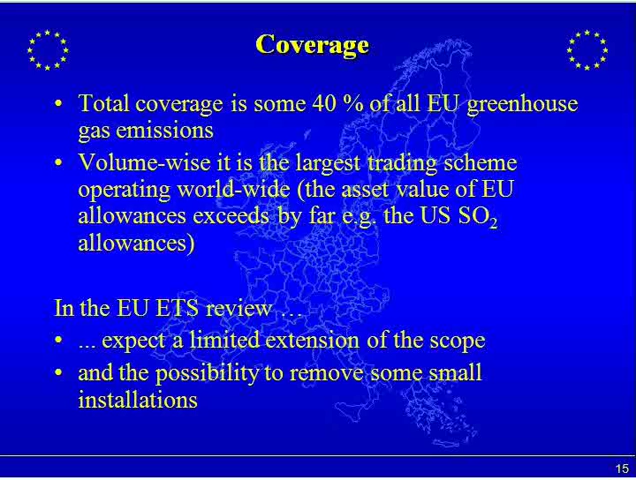 Coverage
• Total coverage is some 40 % of all EU greenhouse
gas emissions
• Volume-wise it is the largest trading scheme
operating world-wide (the asset value of EU
allowances exceeds by far e.g. the US SO₂
allowances)
In the EU ETS review …
• ... expect a limited extension of the scope
• and the possibility to remove some small
installations
15